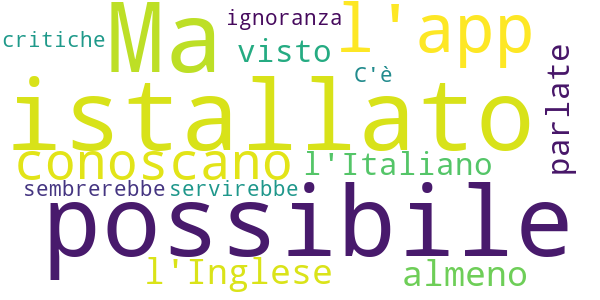 ignoranza
Ma
l'app
critiche
visto
C'è
parlate
istallato
conoscano
l'Italiano
sembrerebbe
servirebbe
possibile
l'Inglese
almeno